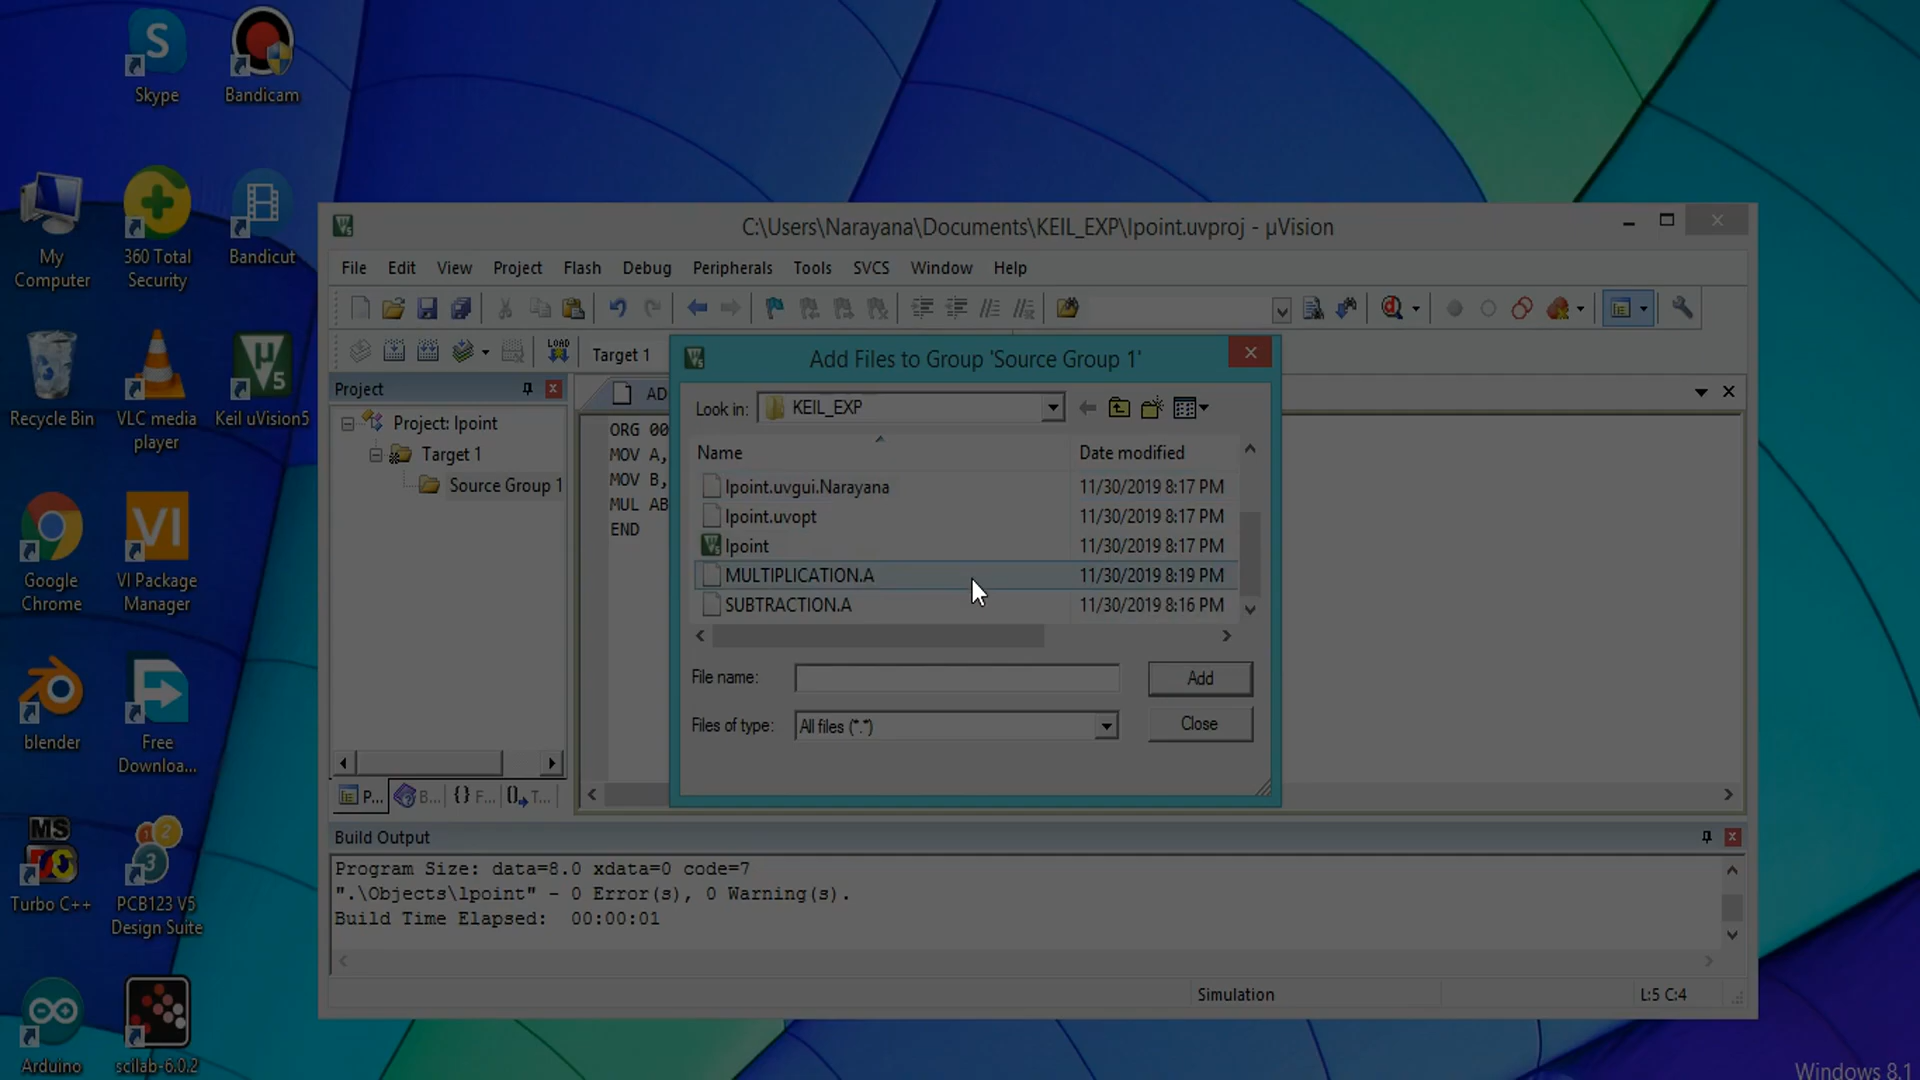 Skype
Bandicam
My
Computer
360 Total
Security
Bandicut
Recycle Bin
VLC media
player
Keil uVision5
Google
Chrome
VI Package
Manager
blender
Free
Downloa...
Turbo C++
PCB123 V5
Design Suite
Arduino
scilab-6.0.2
C:\Users\Narayana\Documents\KEIL_EXP\lpoint.uvproj - µVision
File Edit View Project Flash Debug Peripherals Tools SVCS Window Help
LOAD
Target 1
Project
Project: lpoint
Target 1
Source Group 1
P... B... {} F... T...
AD
ORG 00
MOV A,
MOV B,
MUL AB
END
Add Files to Group 'Source Group 1'
Look in: KEIL_EXP
Name Date modified
lpoint.uvgui.Narayana 11/30/2019 8:17 PM
lpoint.uvopt 11/30/2019 8:17 PM
lpoint 11/30/2019 8:17 PM
MULTIPLICATION.A 11/30/2019 8:19 PM
SUBTRACTION.A 11/30/2019 8:16 PM
File name: Add
Files of type: All files (*.*) Close
Build Output
Program Size: data=8.0 xdata=0 code=7
".\Objects\lpoint" - 0 Error(s), 0 Warning(s).
Build Time Elapsed: 00:00:01
Simulation L:5 C:4
Windows 8.1